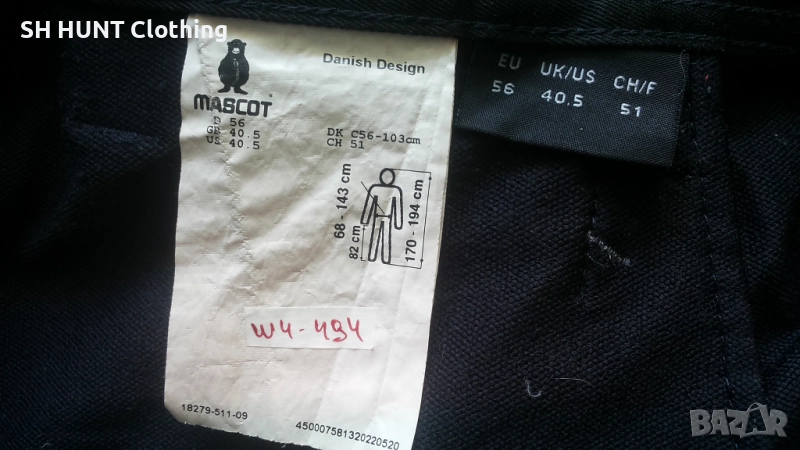 SH HUNT Clothing
Danish Design
MASCOT
D 56
GB 40.5
US 40.5
DK C56-103cm
CH 51
68 - 143 cm
82 cm
170 - 194 cm
W4-494
18279-511-09
450007581320220520
EU UK/US CH/F
56 40.5 51
BAZAR